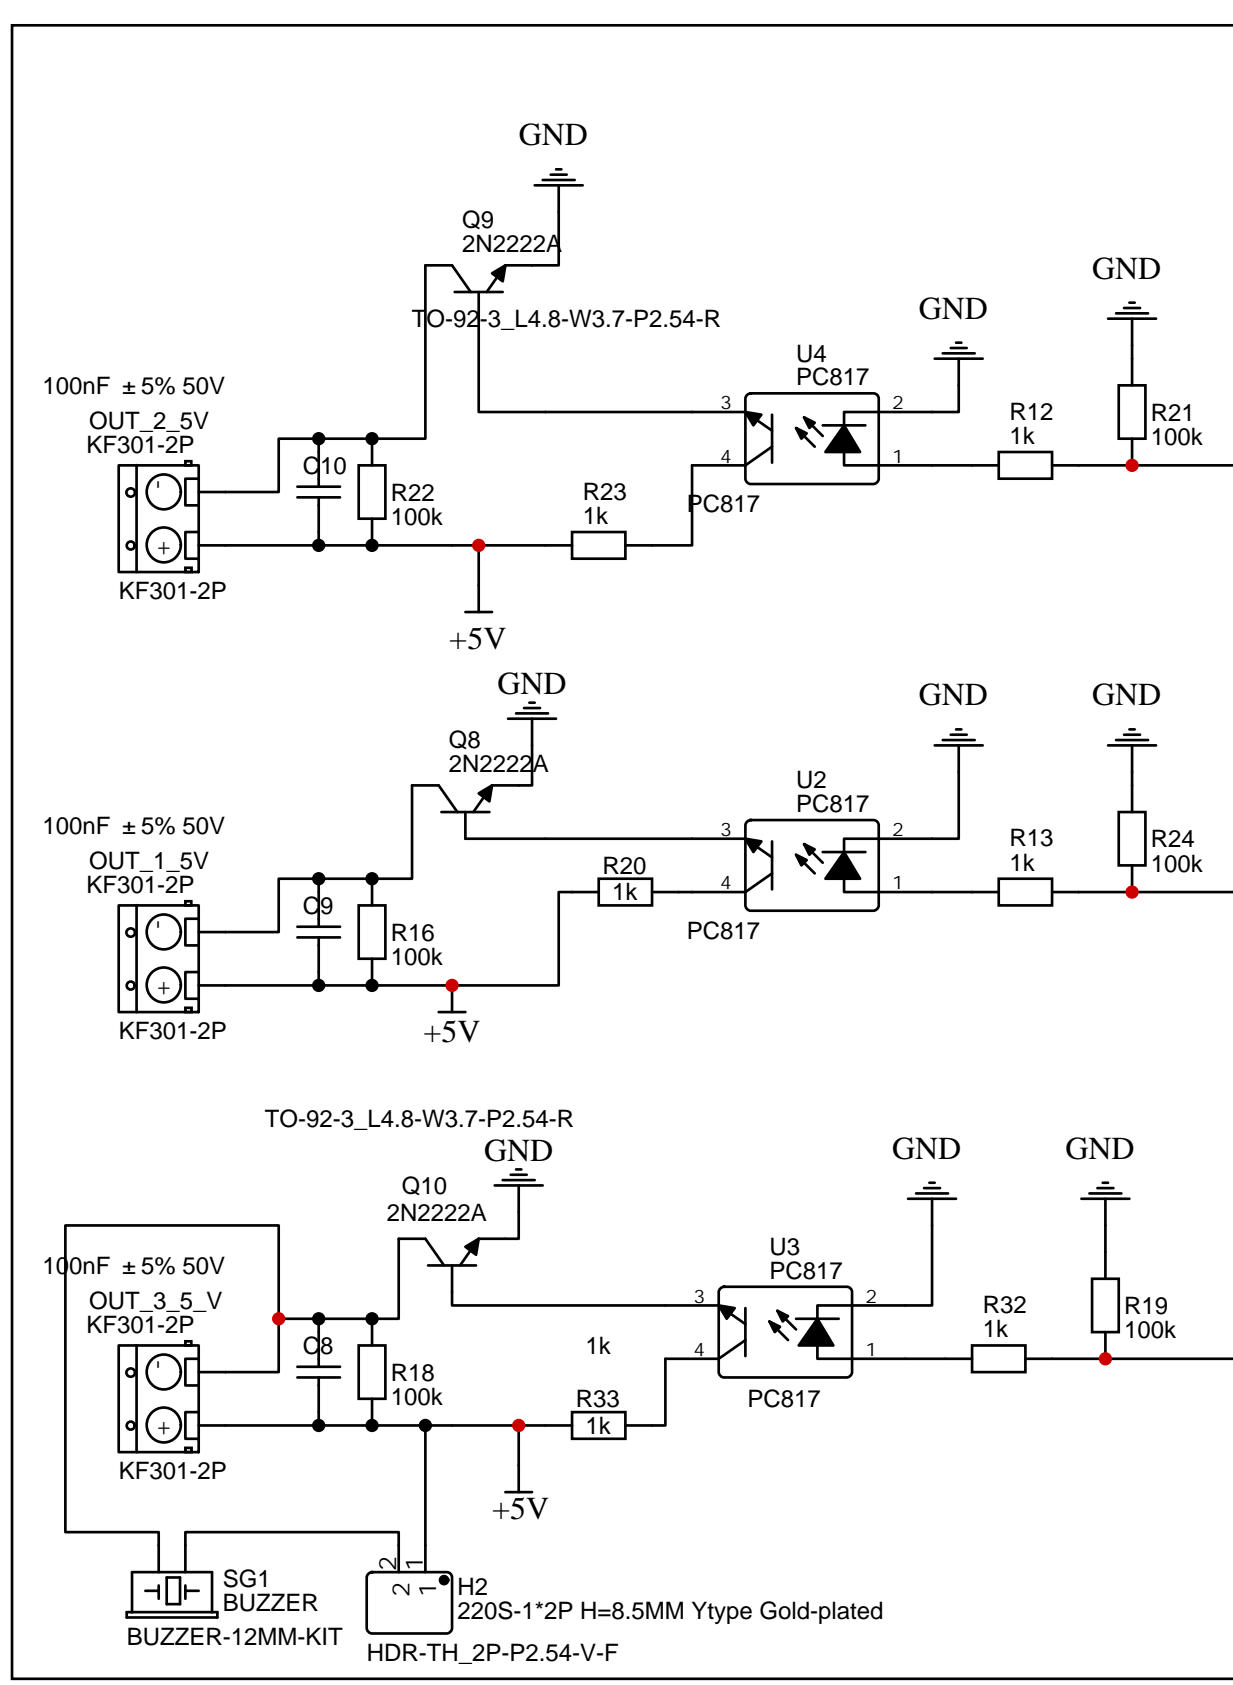 GND
Q9
2N2222A
TO-92-3_L4.8-W3.7-P2.54-R
GND
GND
U4
PC817
3
2
4
1
PC817
R12
1k
R21
100k
100nF ±5% 50V
OUT_2_5V
KF301-2P
-
+
KF301-2P
C10
R22
100k
R23
1k
+5V
GND
Q8
2N2222A
GND
GND
U2
PC817
3
2
4
1
PC817
R13
1k
R24
100k
100nF ±5% 50V
OUT_1_5V
KF301-2P
-
+
KF301-2P
C9
R16
100k
R20
1k
+5V
TO-92-3_L4.8-W3.7-P2.54-R
GND
Q10
2N2222A
GND
GND
U3
PC817
3
2
4
1
PC817
R32
1k
R19
100k
100nF ±5% 50V
OUT_3_5_V
KF301-2P
-
+
KF301-2P
C8
R18
100k
1k
R33
1k
+5V
SG1
BUZZER
BUZZER-12MM-KIT
2
1
2
1
H2
220S-1*2P H=8.5MM Ytype Gold-plated
HDR-TH_2P-P2.54-V-F